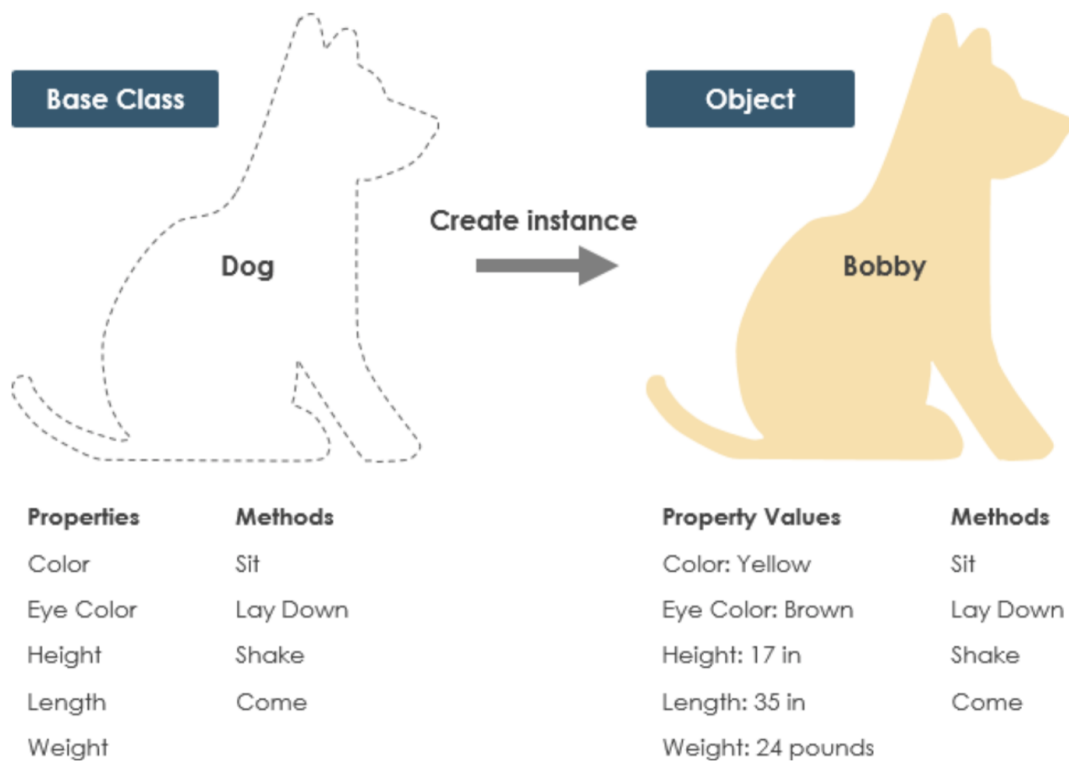 Base Class
Object
Create instance
Dog
Bobby
Properties Methods
Color Sit
Eye Color Lay Down
Height Shake
Length Come
Weight
Property Values Methods
Color: Yellow Sit
Eye Color: Brown Lay Down
Height: 17 in Shake
Length: 35 in Come
Weight: 24 pounds